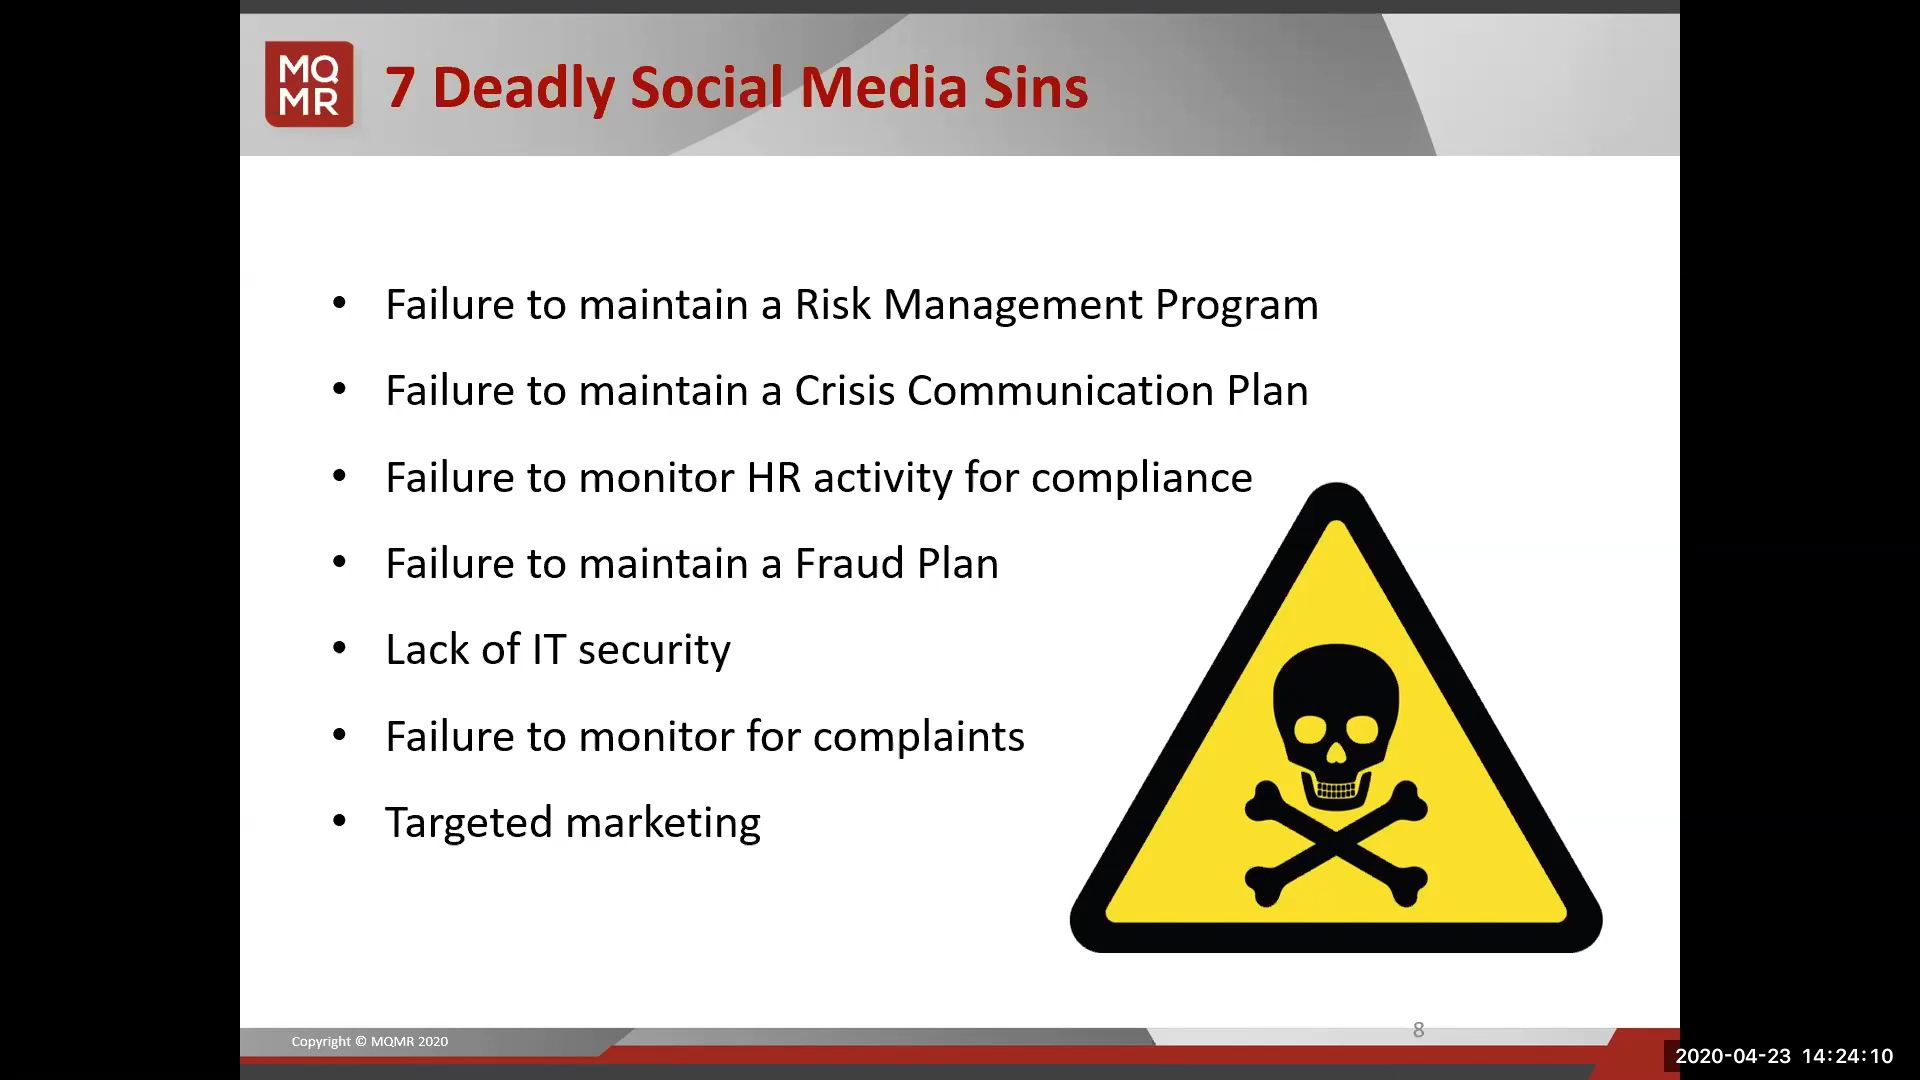 MQ
MR
7 Deadly Social Media Sins
• Failure to maintain a Risk Management Program
• Failure to maintain a Crisis Communication Plan
• Failure to monitor HR activity for compliance
• Failure to maintain a Fraud Plan
• Lack of IT security
• Failure to monitor for complaints
• Targeted marketing
8
Copyright © MQMR 2020
2020-04-23 14:24:10